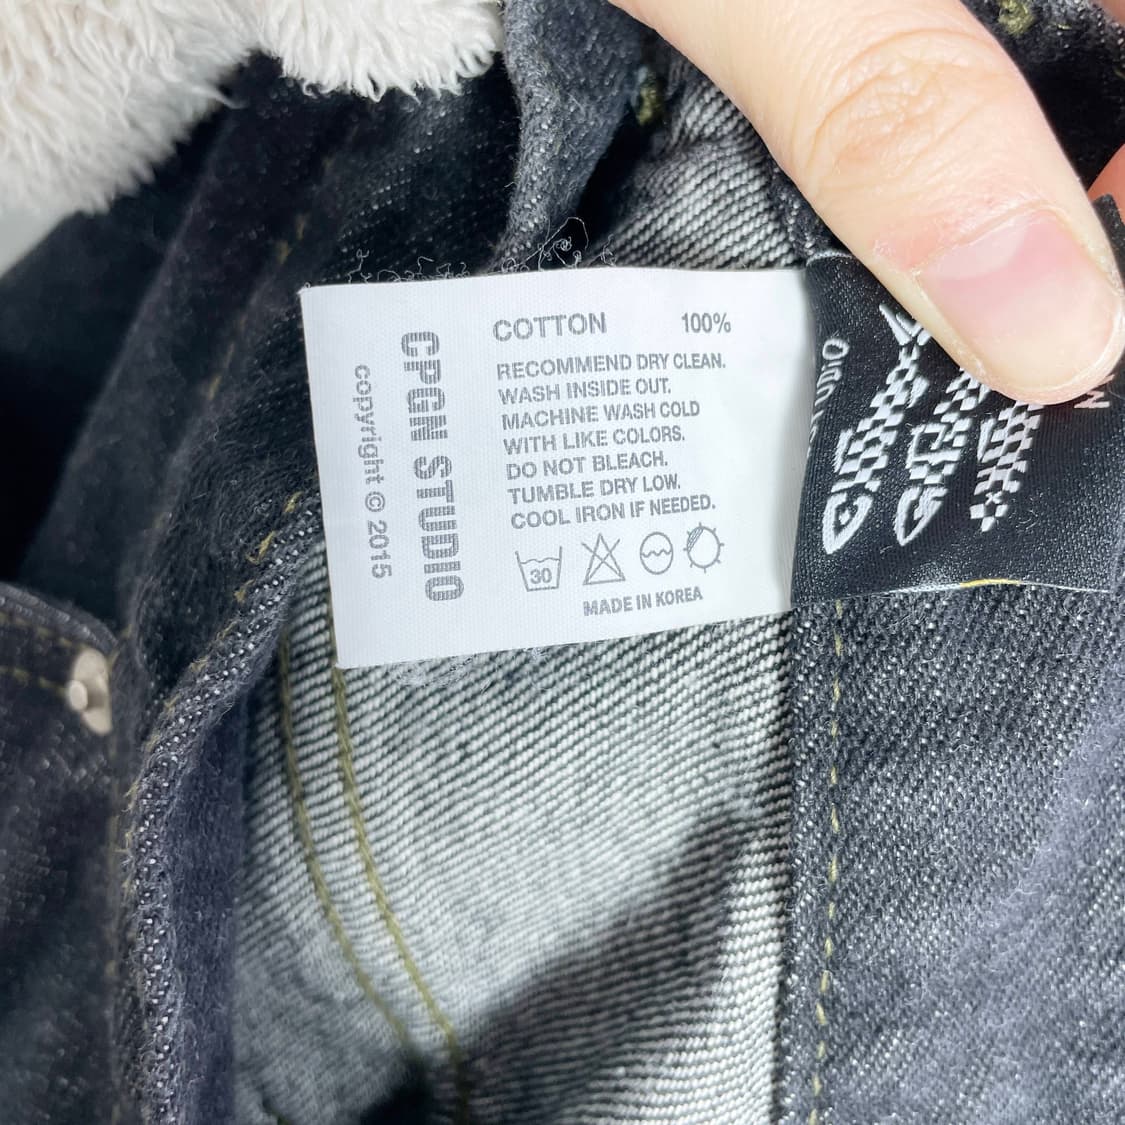 COTTON 100%
RECOMMEND DRY CLEAN.
WASH INSIDE OUT.
MACHINE WASH COLD
WITH LIKE COLORS.
DO NOT BLEACH.
TUMBLE DRY LOW.
COOL IRON IF NEEDED.
30
MADE IN KOREA
CPGN STUDIO
copyright © 2015